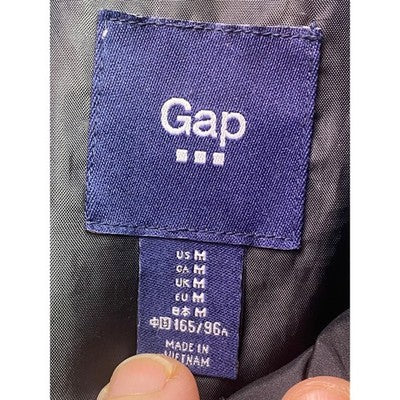 Gap
US M
CA M
UK M
EU M
日本 M
中国 165/96A
MADE IN
VIETNAM